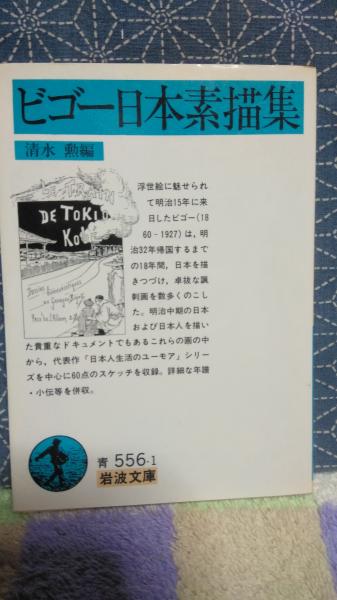 ビゴー日本素描集
清水 勲編
DE TOKIO
KOBÉ
浮世絵に魅せられ
て明治15年に来
日したビゴー(18
60-1927)は,明
治32年帰国するまで
の18年間,日本を描
きつづけ,卓抜な諷
刺画を数多くのこし
た。明治中期の日本
および日本人を描い
た貴重なドキュメントでもあるこれらの画の中
から,代表作「日本人生活のユーモア」シリー
ズを中心に60点のスケッチを収録。詳細な年譜
・小伝等を併収。
青 556-1
岩波文庫